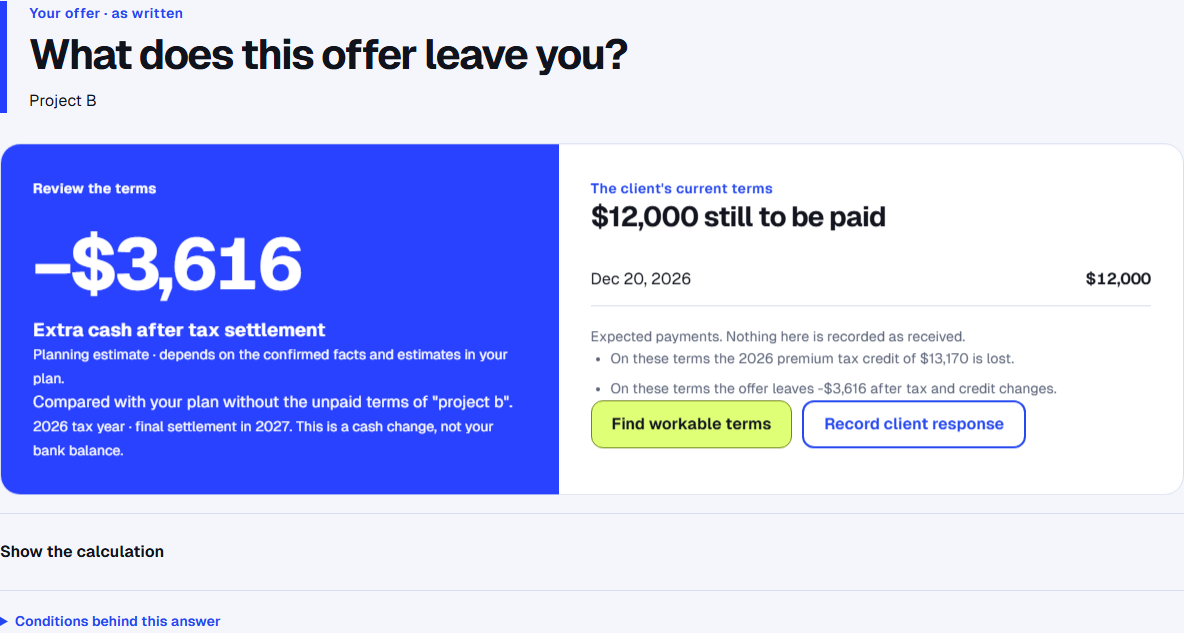 Your offer · as written
What does this offer leave you?
Project B
Review the terms
–$3,616
Extra cash after tax settlement
Planning estimate · depends on the confirmed facts and estimates in your
plan.
Compared with your plan without the unpaid terms of "project b".
2026 tax year · final settlement in 2027. This is a cash change, not your
bank balance.
The client's current terms
$12,000 still to be paid
Dec 20, 2026 $12,000
Expected payments. Nothing here is recorded as received.
• On these terms the 2026 premium tax credit of $13,170 is lost.
• On these terms the offer leaves -$3,616 after tax and credit changes.
Find workable terms Record client response
Show the calculation
Conditions behind this answer